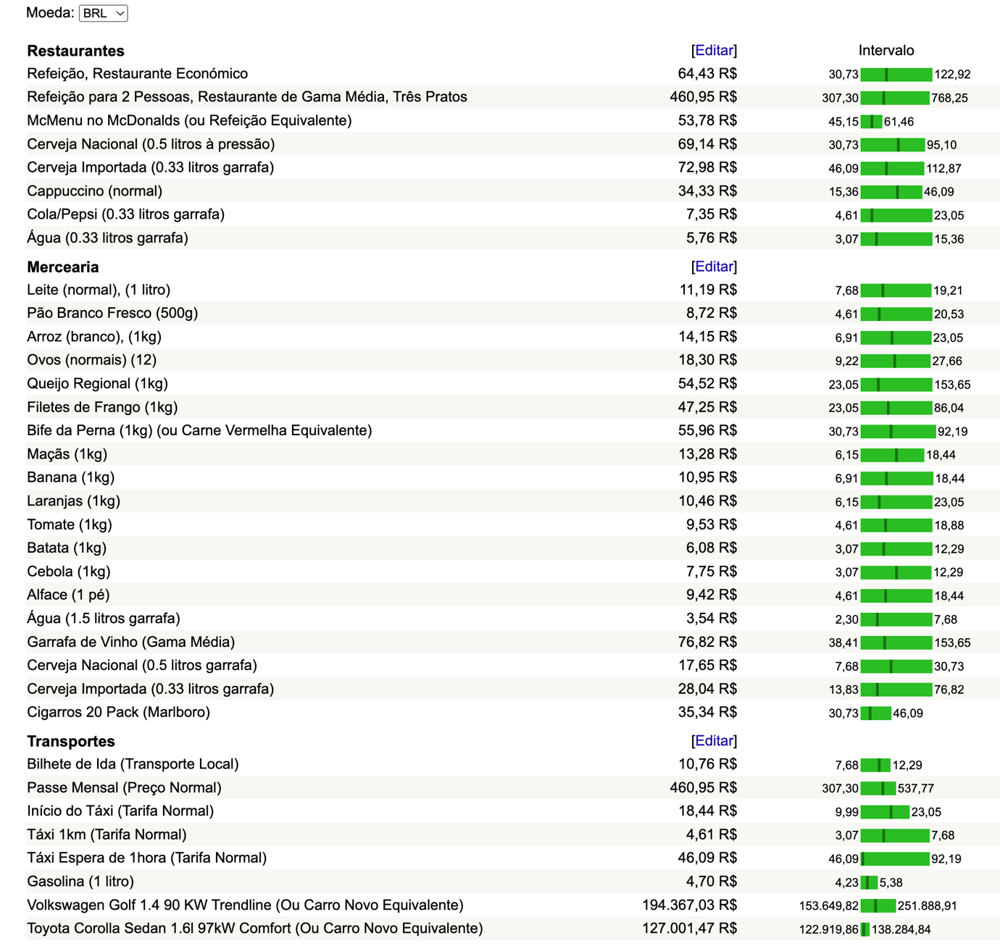 Moeda: BRL
Restaurantes [Editar] Intervalo
Refeição, Restaurante Económico 64,43 R$ 30,73 122,92
Refeição para 2 Pessoas, Restaurante de Gama Média, Três Pratos 460,95 R$ 307,30 768,25
McMenu no McDonalds (ou Refeição Equivalente) 53,78 R$ 45,15 61,46
Cerveja Nacional (0.5 litros à pressão) 69,14 R$ 30,73 95,10
Cerveja Importada (0.33 litros garrafa) 72,98 R$ 46,09 112,87
Cappuccino (normal) 34,33 R$ 15,36 46,09
Cola/Pepsi (0.33 litros garrafa) 7,35 R$ 4,61 23,05
Água (0.33 litros garrafa) 5,76 R$ 3,07 15,36
Mercearia [Editar]
Leite (normal), (1 litro) 11,19 R$ 7,68 19,21
Pão Branco Fresco (500g) 8,72 R$ 4,61 20,53
Arroz (branco), (1kg) 14,15 R$ 6,91 23,05
Ovos (normais) (12) 18,30 R$ 9,22 27,66
Queijo Regional (1kg) 54,52 R$ 23,05 153,65
Filetes de Frango (1kg) 47,25 R$ 23,05 86,04
Bife da Perna (1kg) (ou Carne Vermelha Equivalente) 55,96 R$ 30,73 92,19
Maçãs (1kg) 13,28 R$ 6,15 18,44
Banana (1kg) 10,95 R$ 6,91 18,44
Laranjas (1kg) 10,46 R$ 6,15 23,05
Tomate (1kg) 9,53 R$ 4,61 18,88
Batata (1kg) 6,08 R$ 3,07 12,29
Cebola (1kg) 7,75 R$ 3,07 12,29
Alface (1 pé) 9,42 R$ 4,61 18,44
Água (1.5 litros garrafa) 3,54 R$ 2,30 7,68
Garrafa de Vinho (Gama Média) 76,82 R$ 38,41 153,65
Cerveja Nacional (0.5 litros garrafa) 17,65 R$ 7,68 30,73
Cerveja Importada (0.33 litros garrafa) 28,04 R$ 13,83 76,82
Cigarros 20 Pack (Marlboro) 35,34 R$ 30,73 46,09
Transportes [Editar]
Bilhete de Ida (Transporte Local) 10,76 R$ 7,68 12,29
Passe Mensal (Preço Normal) 460,95 R$ 307,30 537,77
Início do Táxi (Tarifa Normal) 18,44 R$ 9,99 23,05
Táxi 1km (Tarifa Normal) 4,61 R$ 3,07 7,68
Táxi Espera de 1hora (Tarifa Normal) 46,09 R$ 46,09 92,19
Gasolina (1 litro) 4,70 R$ 4,23 5,38
Volkswagen Golf 1.4 90 KW Trendline (Ou Carro Novo Equivalente) 194.367,03 R$ 153.649,82 251.888,91
Toyota Corolla Sedan 1.6l 97kW Comfort (Ou Carro Novo Equivalente) 127.001,47 R$ 122.919,86 138.284,84